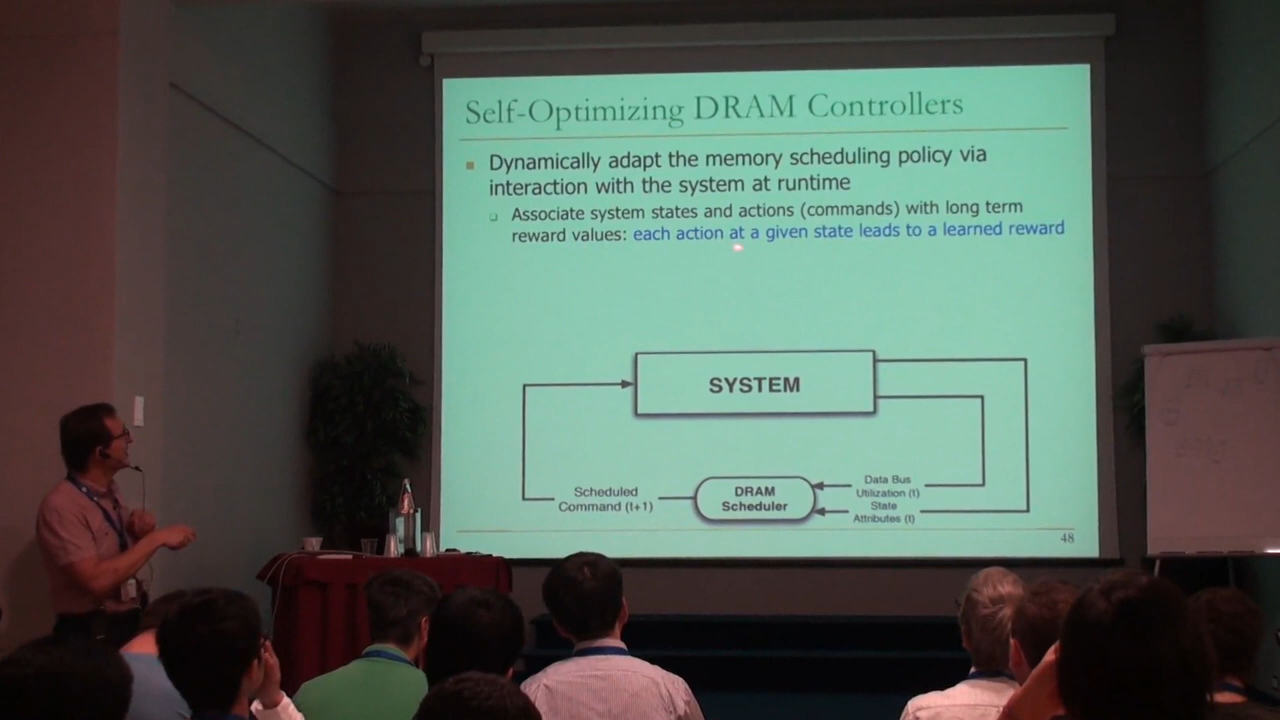 Self-Optimizing DRAM Controllers
Dynamically adapt the memory scheduling policy via
interaction with the system at runtime
Associate system states and actions (commands) with long term
reward values: each action at a given state leads to a learned reward
SYSTEM
Scheduled
Command (t+1)
DRAM
Scheduler
Data Bus
Utilization (t)
State
Attributes (t)
48